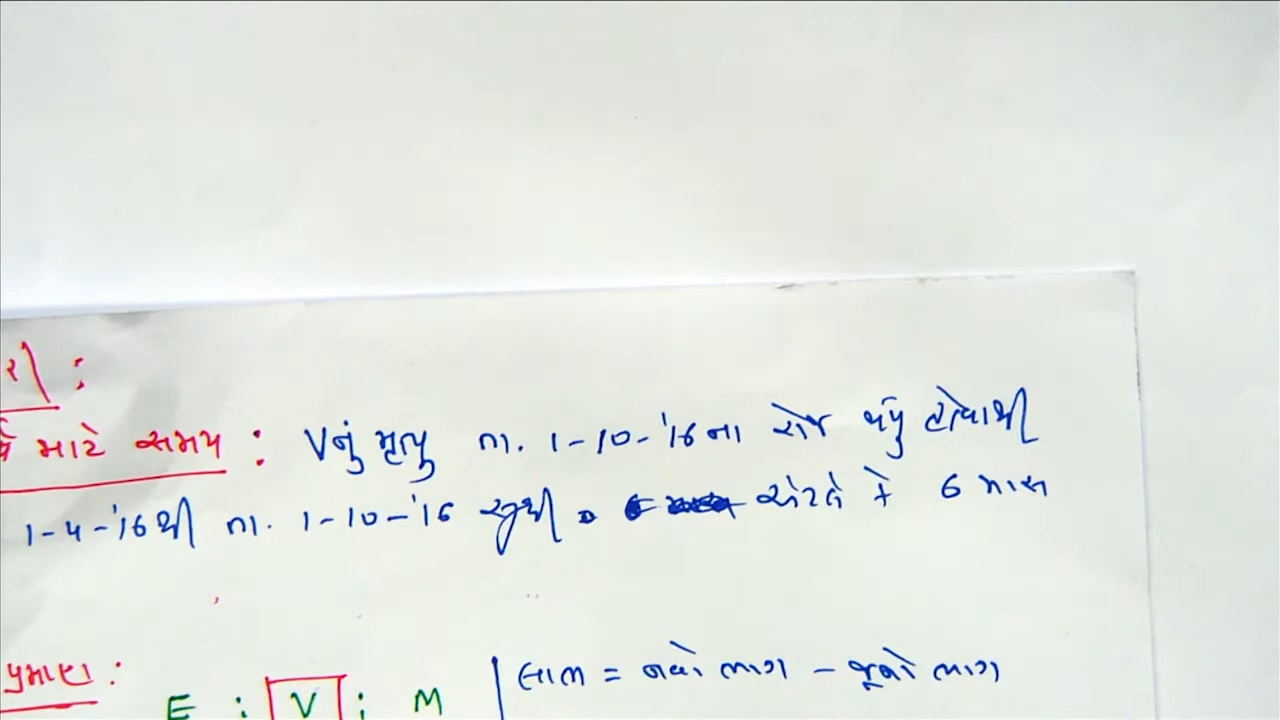 માટે સમય : Vનું મૃત્યુ તા. 1-10-'16ના રોજ થયું હોવાથી
1-4-'16થી તા. 1-10-'16 સુધી એટલે કે 6 માસ
પ્રમાણ :
E : V : M
લાભ = નવો ભાગ - જૂનો ભાગ